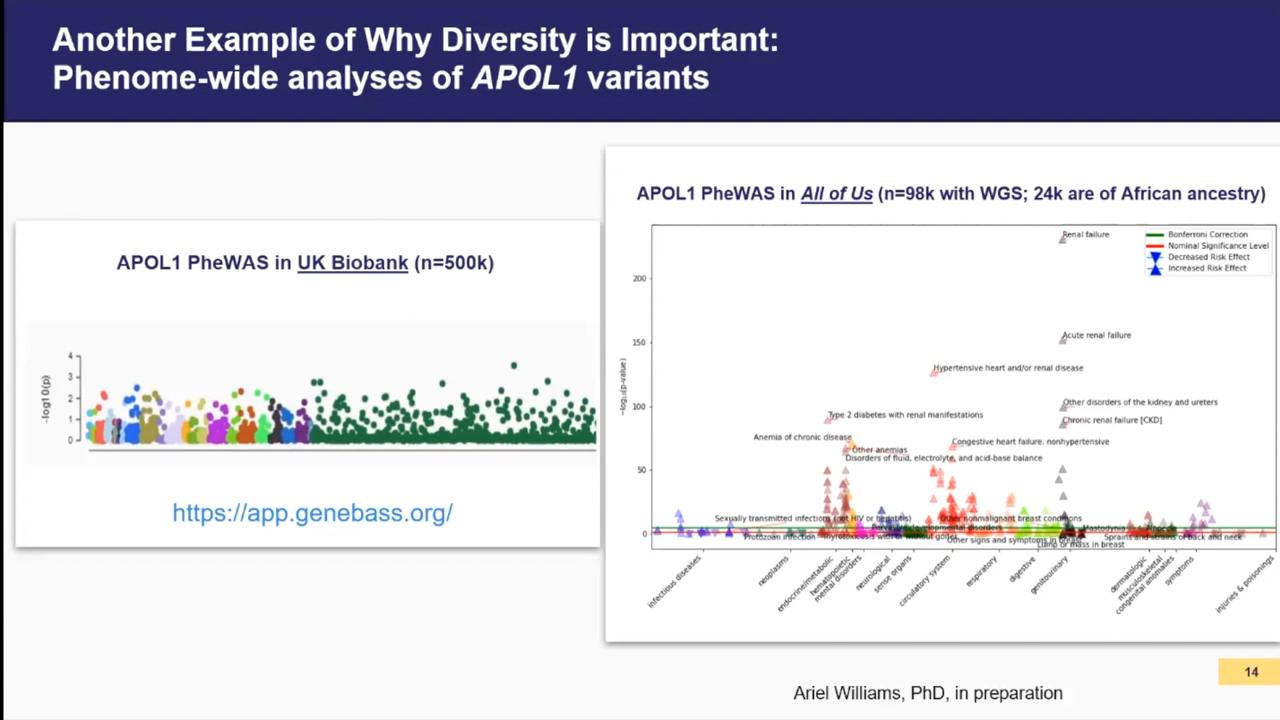 Another Example of Why Diversity is Important:
Phenome-wide analyses of APOL1 variants
APOL1 PheWAS in UK Biobank (n=500k)
-log10(p)
4
3
2
1
0
https://app.genebass.org/
APOL1 PheWAS in All of Us (n=98k with WGS; 24k are of African ancestry)
Renal failure
Bonferroni Correction
Nominal Significance Level
Decreased Risk Effect
Increased Risk Effect
200
150
100
50
0
−log₁₀(p-value)
Acute renal failure
Hypertensive heart and/or renal disease
Other disorders of the kidney and ureters
Type 2 diabetes with renal manifestations
Chronic renal failure [CKD]
Anemia of chronic disease
Congestive heart failure; nonhypertensive
Other anemias
Disorders of fluid, electrolyte, and acid-base balance
Sexually transmitted infections (not HIV or hepatitis)
Other nonmalignant breast conditions
developmental disorders
Mastodynia
Protozoan infection
Thyrotoxicosis with or without goiter
Other signs and symptoms in breast
Sprains and strains of back and neck
Lump or mass in breast
infectious diseases
neoplasms
endocrine/metabolic
hematopoietic
mental disorders
neurological
sense organs
circulatory system
respiratory
digestive
genitourinary
dermatologic
musculoskeletal
congenital anomalies
symptoms
injuries & poisonings
14
Ariel Williams, PhD, in preparation